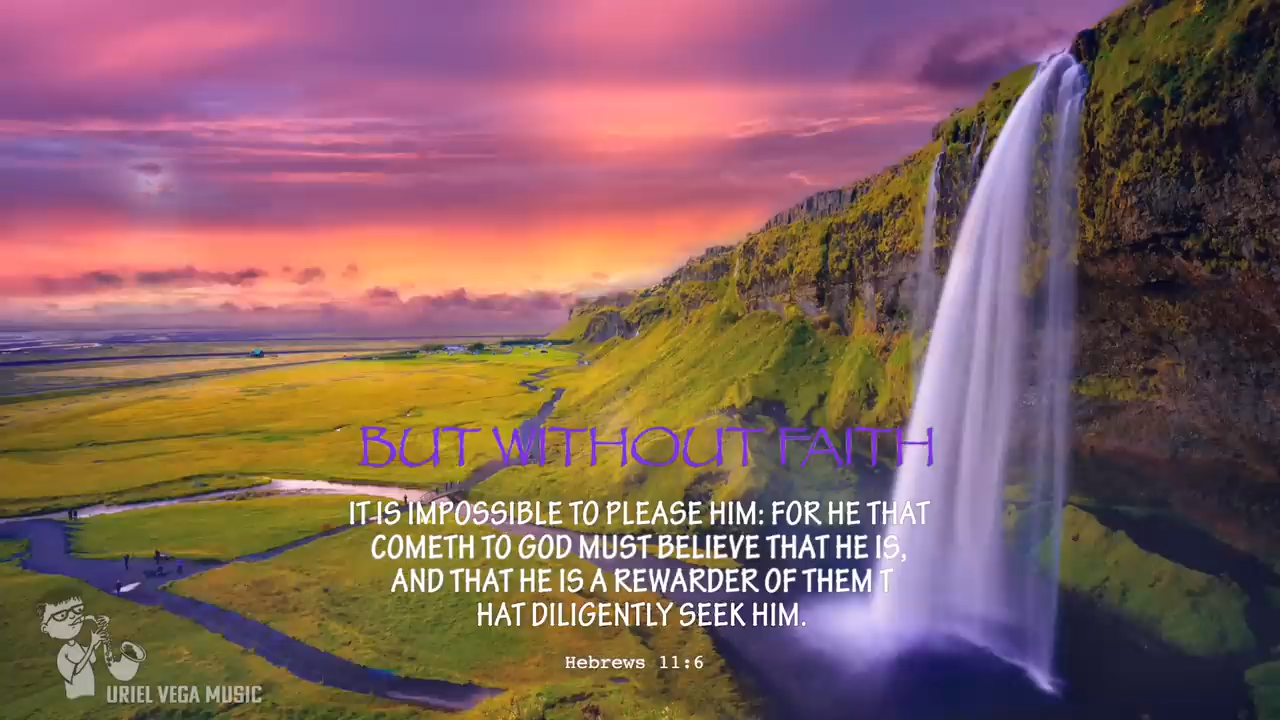 BUT WITHOUT FAITH
IT IS IMPOSSIBLE TO PLEASE HIM: FOR HE THAT
COMETH TO GOD MUST BELIEVE THAT HE IS,
AND THAT HE IS A REWARDER OF THEM T
HAT DILIGENTLY SEEK HIM.
Hebrews 11:6
URIEL VEGA MUSIC